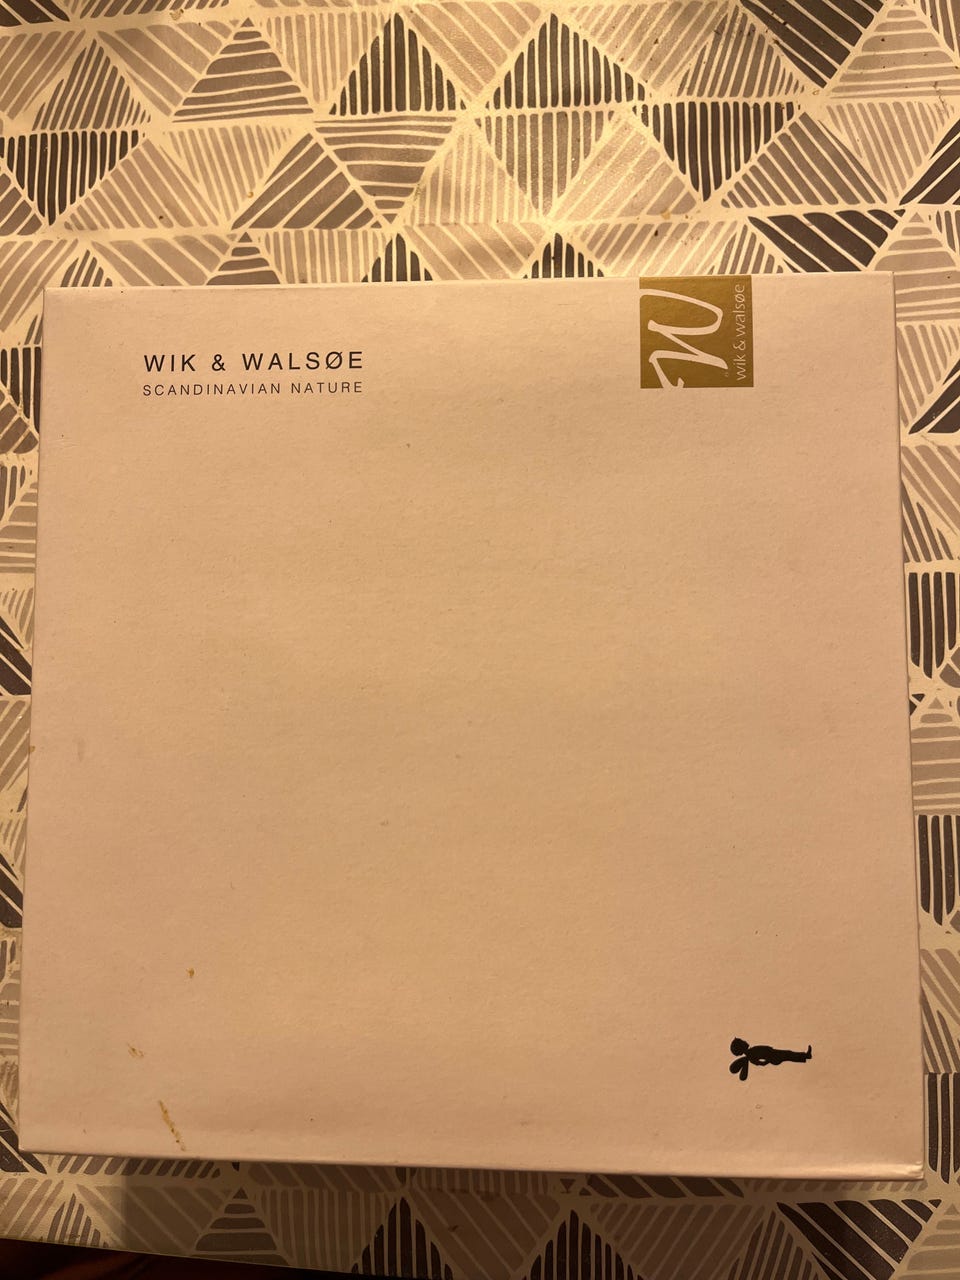 WIK & WALSØE
SCANDINAVIAN NATURE
wik & walsøe